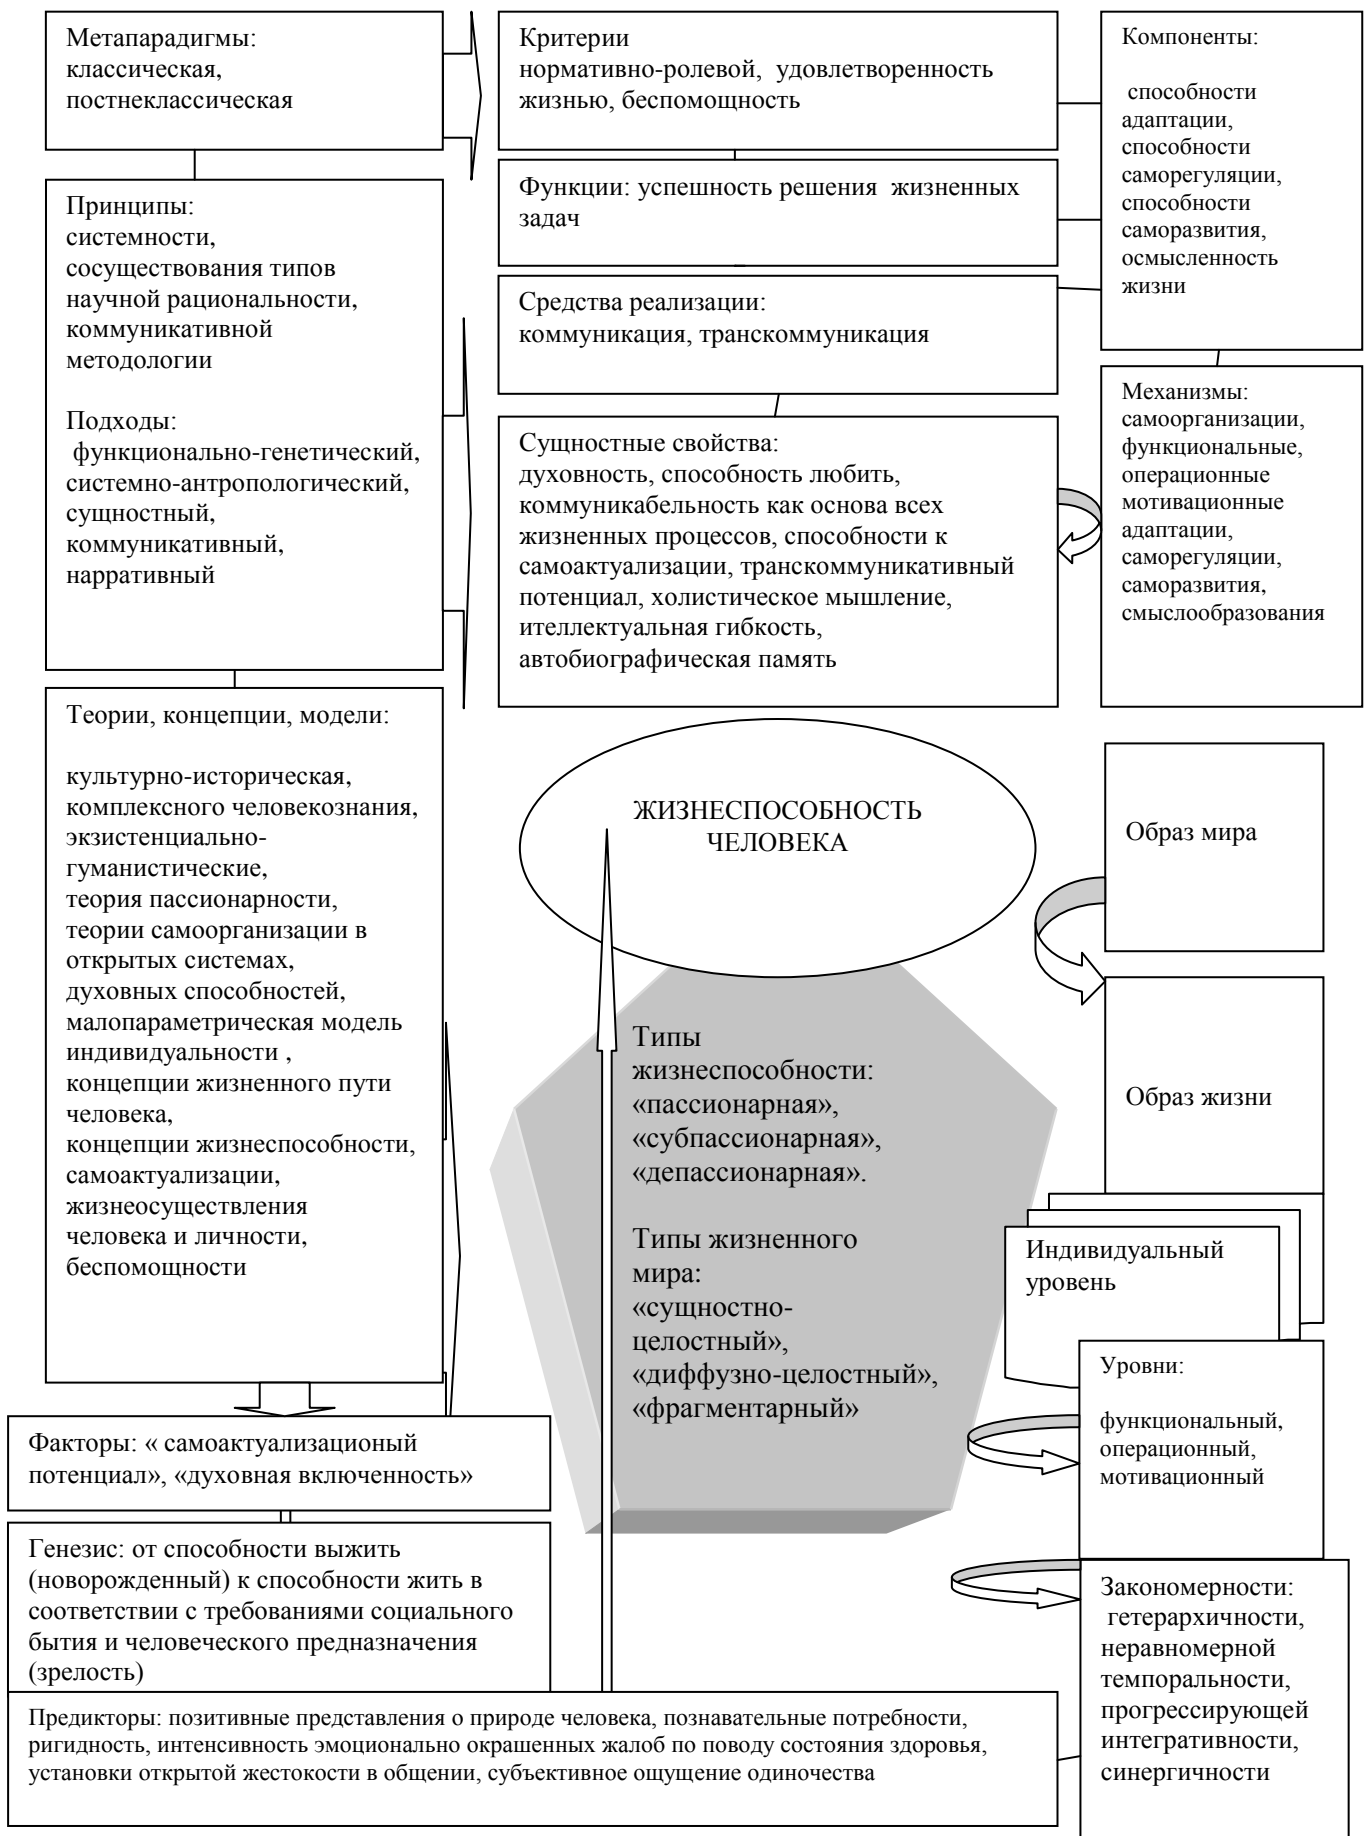 Метапарадигмы:
классическая,
постнеклассическая
Критерии
нормативно-ролевой, удовлетворенность
жизнью, беспомощность
Компоненты:
способности
адаптации,
способности
саморегуляции,
способности
саморазвития,
осмысленность
жизни
Принципы:
системности,
сосуществования типов
научной рациональности,
коммуникативной
методологии
Подходы:
функционально-генетический,
системно-антропологический,
сущностный,
коммуникативный,
нарративный
Функции: успешность решения жизненных
задач
Средства реализации:
коммуникация, транскоммуникация
Сущностные свойства:
духовность, способность любить,
коммуникабельность как основа всех
жизненных процессов, способности к
самоактуализации, транскоммуникативный
потенциал, холистическое мышление,
ителлектуальная гибкость,
автобиографическая память
Механизмы:
самоорганизации,
функциональные,
операционные
мотивационные
адаптации,
саморегуляции,
саморазвития,
смыслообразования
Теории, концепции, модели:
культурно-историческая,
комплексного человекознания,
экзистенциально-
гуманистические,
теория пассионарности,
теории самоорганизации в
открытых системах,
духовных способностей,
малопараметрическая модель
индивидуальности ,
концепции жизненного пути
человека,
концепции жизнеспособности,
самоактуализации,
жизнеосуществления
человека и личности,
беспомощности
ЖИЗНЕСПОСОБНОСТЬ
ЧЕЛОВЕКА
Образ мира
Образ жизни
Типы
жизнеспособности:
«пассионарная»,
«субпассионарная»,
«депассионарная».
Типы жизненного
мира:
«сущностно-
целостный»,
«диффузно-целостный»,
«фрагментарный»
Индивидуальный
уровень
Уровни:
функциональный,
операционный,
мотивационный
Факторы: « самоактуализационый
потенциал», «духовная включенность»
Генезис: от способности выжить
(новорожденный) к способности жить в
соответствии с требованиями социального
бытия и человеческого предназначения
(зрелость)
Закономерности:
гетерархичности,
неравномерной
темпоральности,
прогрессирующей
интегративности,
синергичности
Предикторы: позитивные представления о природе человека, познавательные потребности,
ригидность, интенсивность эмоционально окрашенных жалоб по поводу состояния здоровья,
установки открытой жестокости в общении, субъективное ощущение одиночества